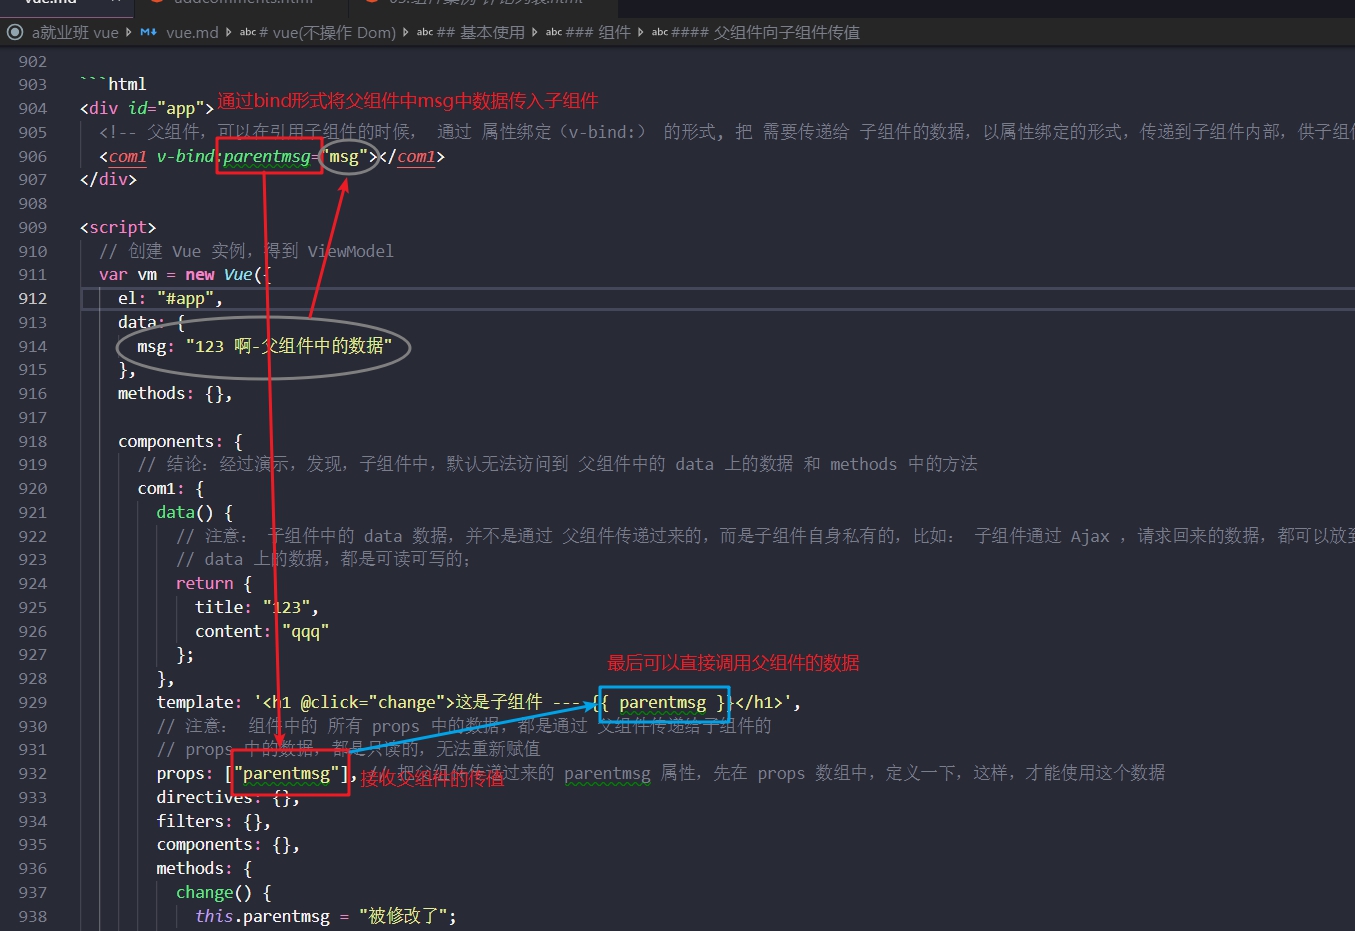 vue.md
addcomments.html
a就业班 vue vue.md abc # vue(不操作 Dom) abc ## 基本使用 abc ### 组件 abc #### 父组件向子组件传值
902
903 ```html
904 <div id="app"> 通过bind形式将父组件中msg中数据传入子组件
905 <!-- 父组件，可以在引用子组件的时候， 通过 属性绑定（v-bind:） 的形式, 把 需要传递给 子组件的数据，以属性绑定的形式，传递到子组件内部，供子组件
906 <com1 v-bind:parentmsg="msg"></com1>
907 </div>
908
909 <script>
910 // 创建 Vue 实例，得到 ViewModel
911 var vm = new Vue({
912 el: "#app",
913 data: {
914 msg: "123 啊-父组件中的数据"
915 },
916 methods: {},
917
918 components: {
919 // 结论：经过演示，发现，子组件中，默认无法访问到 父组件中的 data 上的数据 和 methods 中的方法
920 com1: {
921 data() {
922 // 注意： 子组件中的 data 数据，并不是通过 父组件传递过来的，而是子组件自身私有的，比如： 子组件通过 Ajax ，请求回来的数据，都可以放到
923 // data 上的数据，都是可读可写的；
924 return {
925 title: "123",
926 content: "qqq"
927 };
928 },
最后可以直接调用父组件的数据
929 template: '<h1 @click="change">这是子组件 --- {{ parentmsg }}</h1>',
930 // 注意： 组件中的 所有 props 中的数据，都是通过 父组件传递给子组件的
931 // props 中的数据，都是只读的，无法重新赋值
932 props: ["parentmsg"], // 把父组件传递过来的 parentmsg 属性，先在 props 数组中，定义一下，这样，才能使用这个数据
接收父组件的传值
933 directives: {},
934 filters: {},
935 components: {},
936 methods: {
937 change() {
938 this.parentmsg = "被修改了";